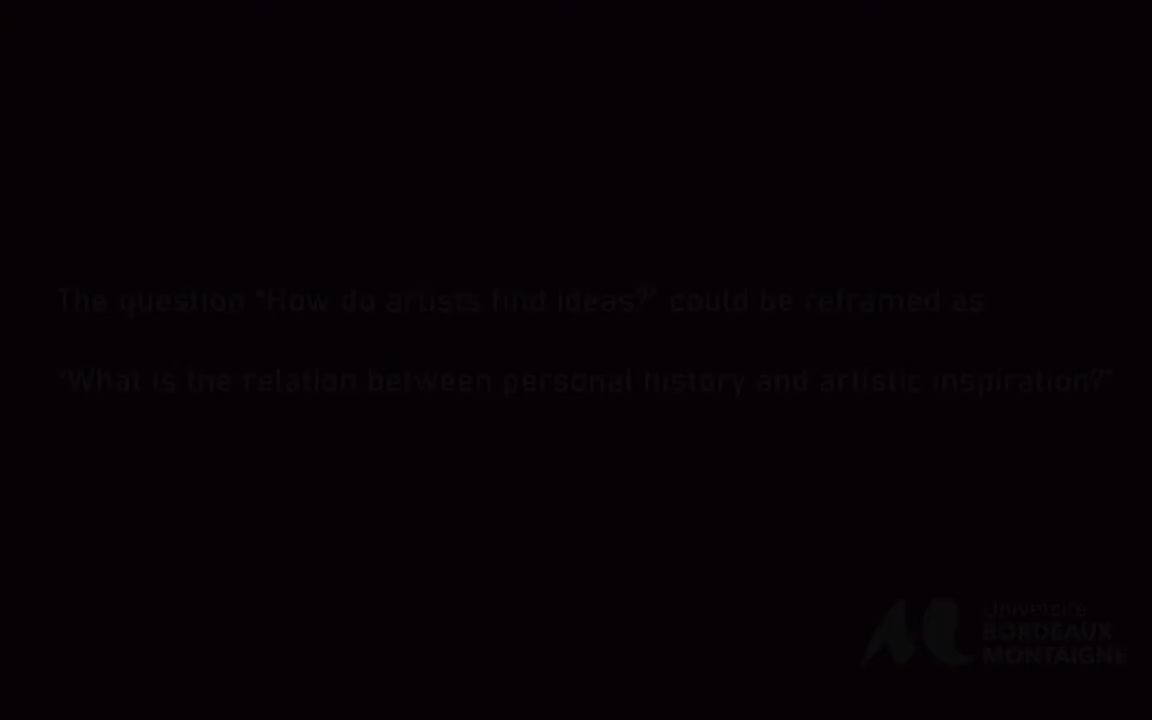 The question "How do artists find ideas?" could be reframed as
"What is the relation between personal history and artistic inspiration?"
Université
BORDEAUX
MONTAIGNE